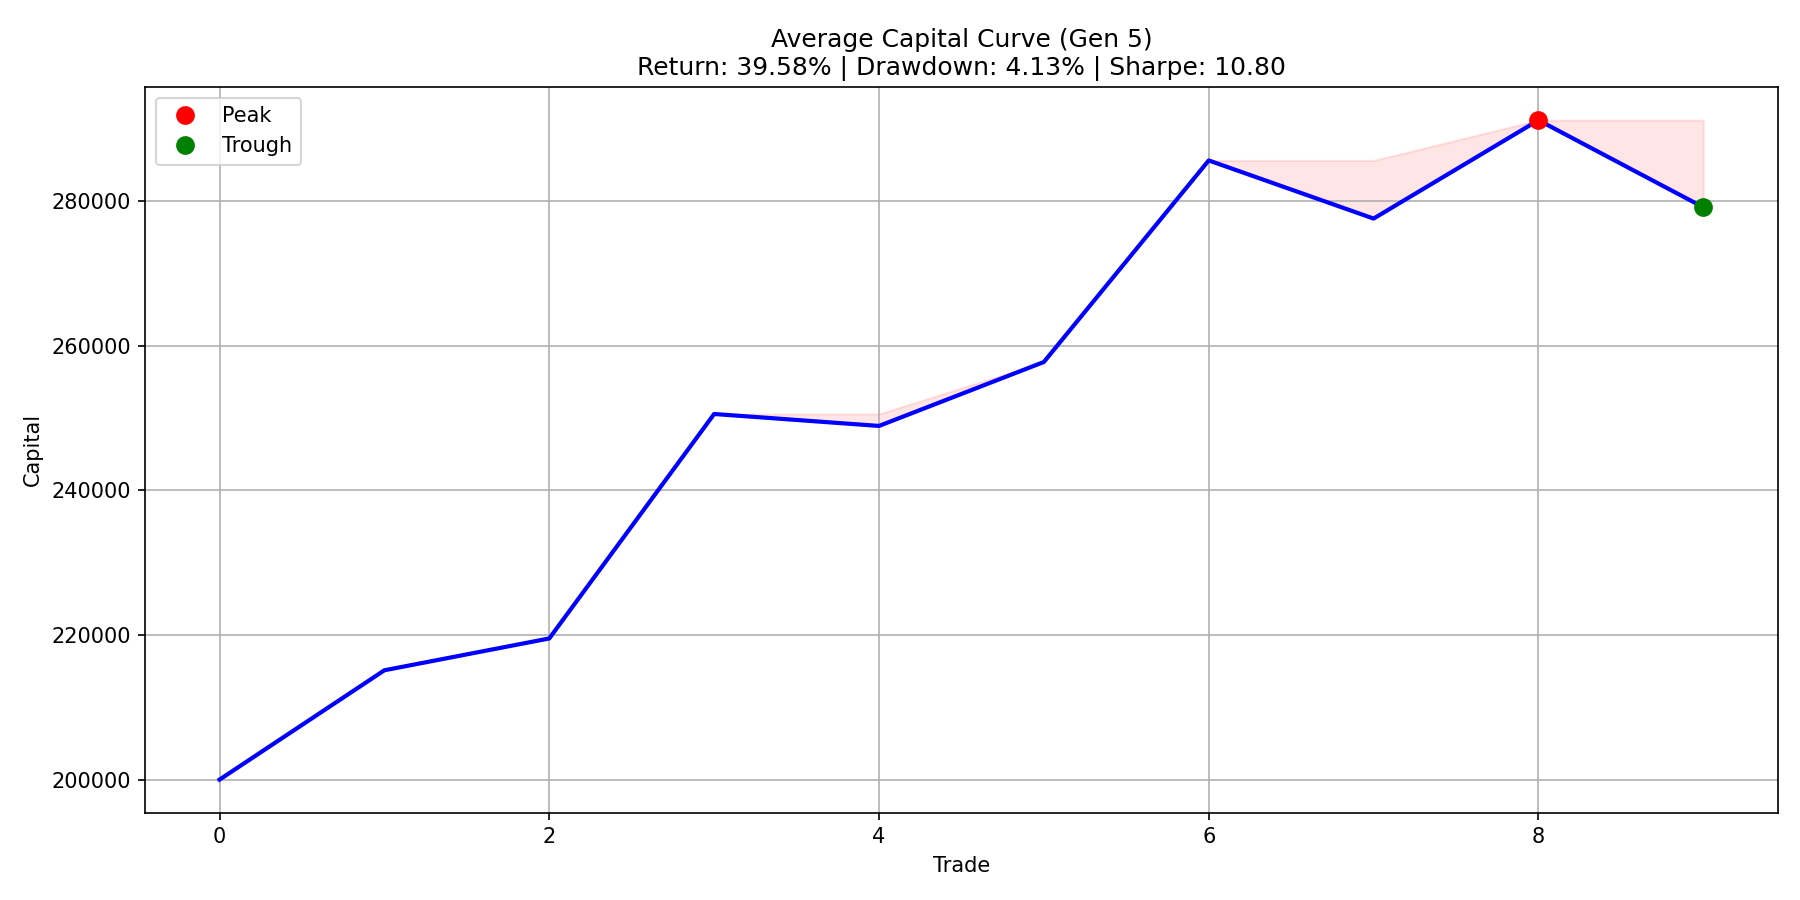 Average Capital Curve (Gen 5)
Return: 39.58% | Drawdown: 4.13% | Sharpe: 10.80
Peak
Trough
Capital
280000
260000
240000
220000
200000
0 2 4 6 8
Trade